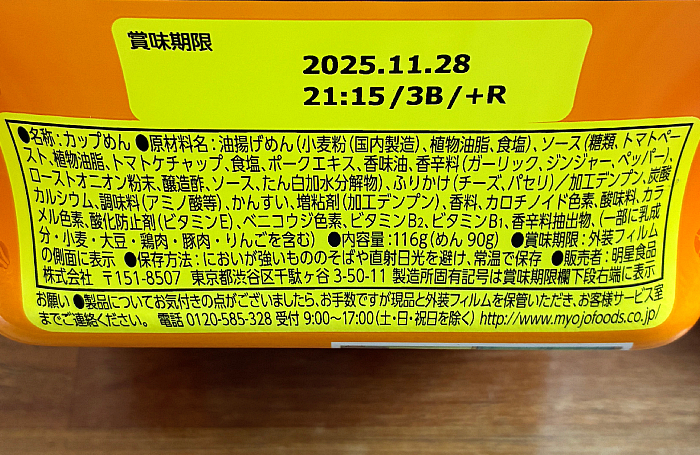 賞味期限
2025.11.28
21:15/3B/+R
●名称：カップめん ●原材料名：油揚げめん（小麦粉（国内製造）、植物油脂、食塩）、ソース（糖類、トマトペー
スト、植物油脂、トマトケチャップ、食塩、ポークエキス、香味油、香辛料（ガーリック、ジンジャー、ペッパー）、
ローストオニオン粉末、醸造酢、ソース、たん白加水分解物）、ふりかけ（チーズ、パセリ）／加工デンプン、炭酸
カルシウム、調味料（アミノ酸等）、かんすい、増粘剤（加工デンプン）、香料、カロチノイド色素、酸味料、カラ
メル色素、酸化防止剤（ビタミンE）、ベニコウジ色素、ビタミンB₂、ビタミンB₁、香辛料抽出物、（一部に乳成
分・小麦・大豆・鶏肉・豚肉・りんごを含む） ●内容量：116g（めん 90g） ●賞味期限：外装フィルム
の側面に表示 ●保存方法：においが強いもののそばや直射日光を避け、常温で保存 ●販売者：明星食品
株式会社 〒151-8507 東京都渋谷区千駄ヶ谷 3-50-11 製造所固有記号は賞味期限欄下段右端に表示
お願い ●製品についてお気付きの点がございましたら、お手数ですが現品と外装フィルムを保管いただき、お客様サービス室
までご連絡ください。 電話 0120-585-328 受付 9:00～17:00（土・日・祝日を除く） http://www.myojofoods.co.jp/